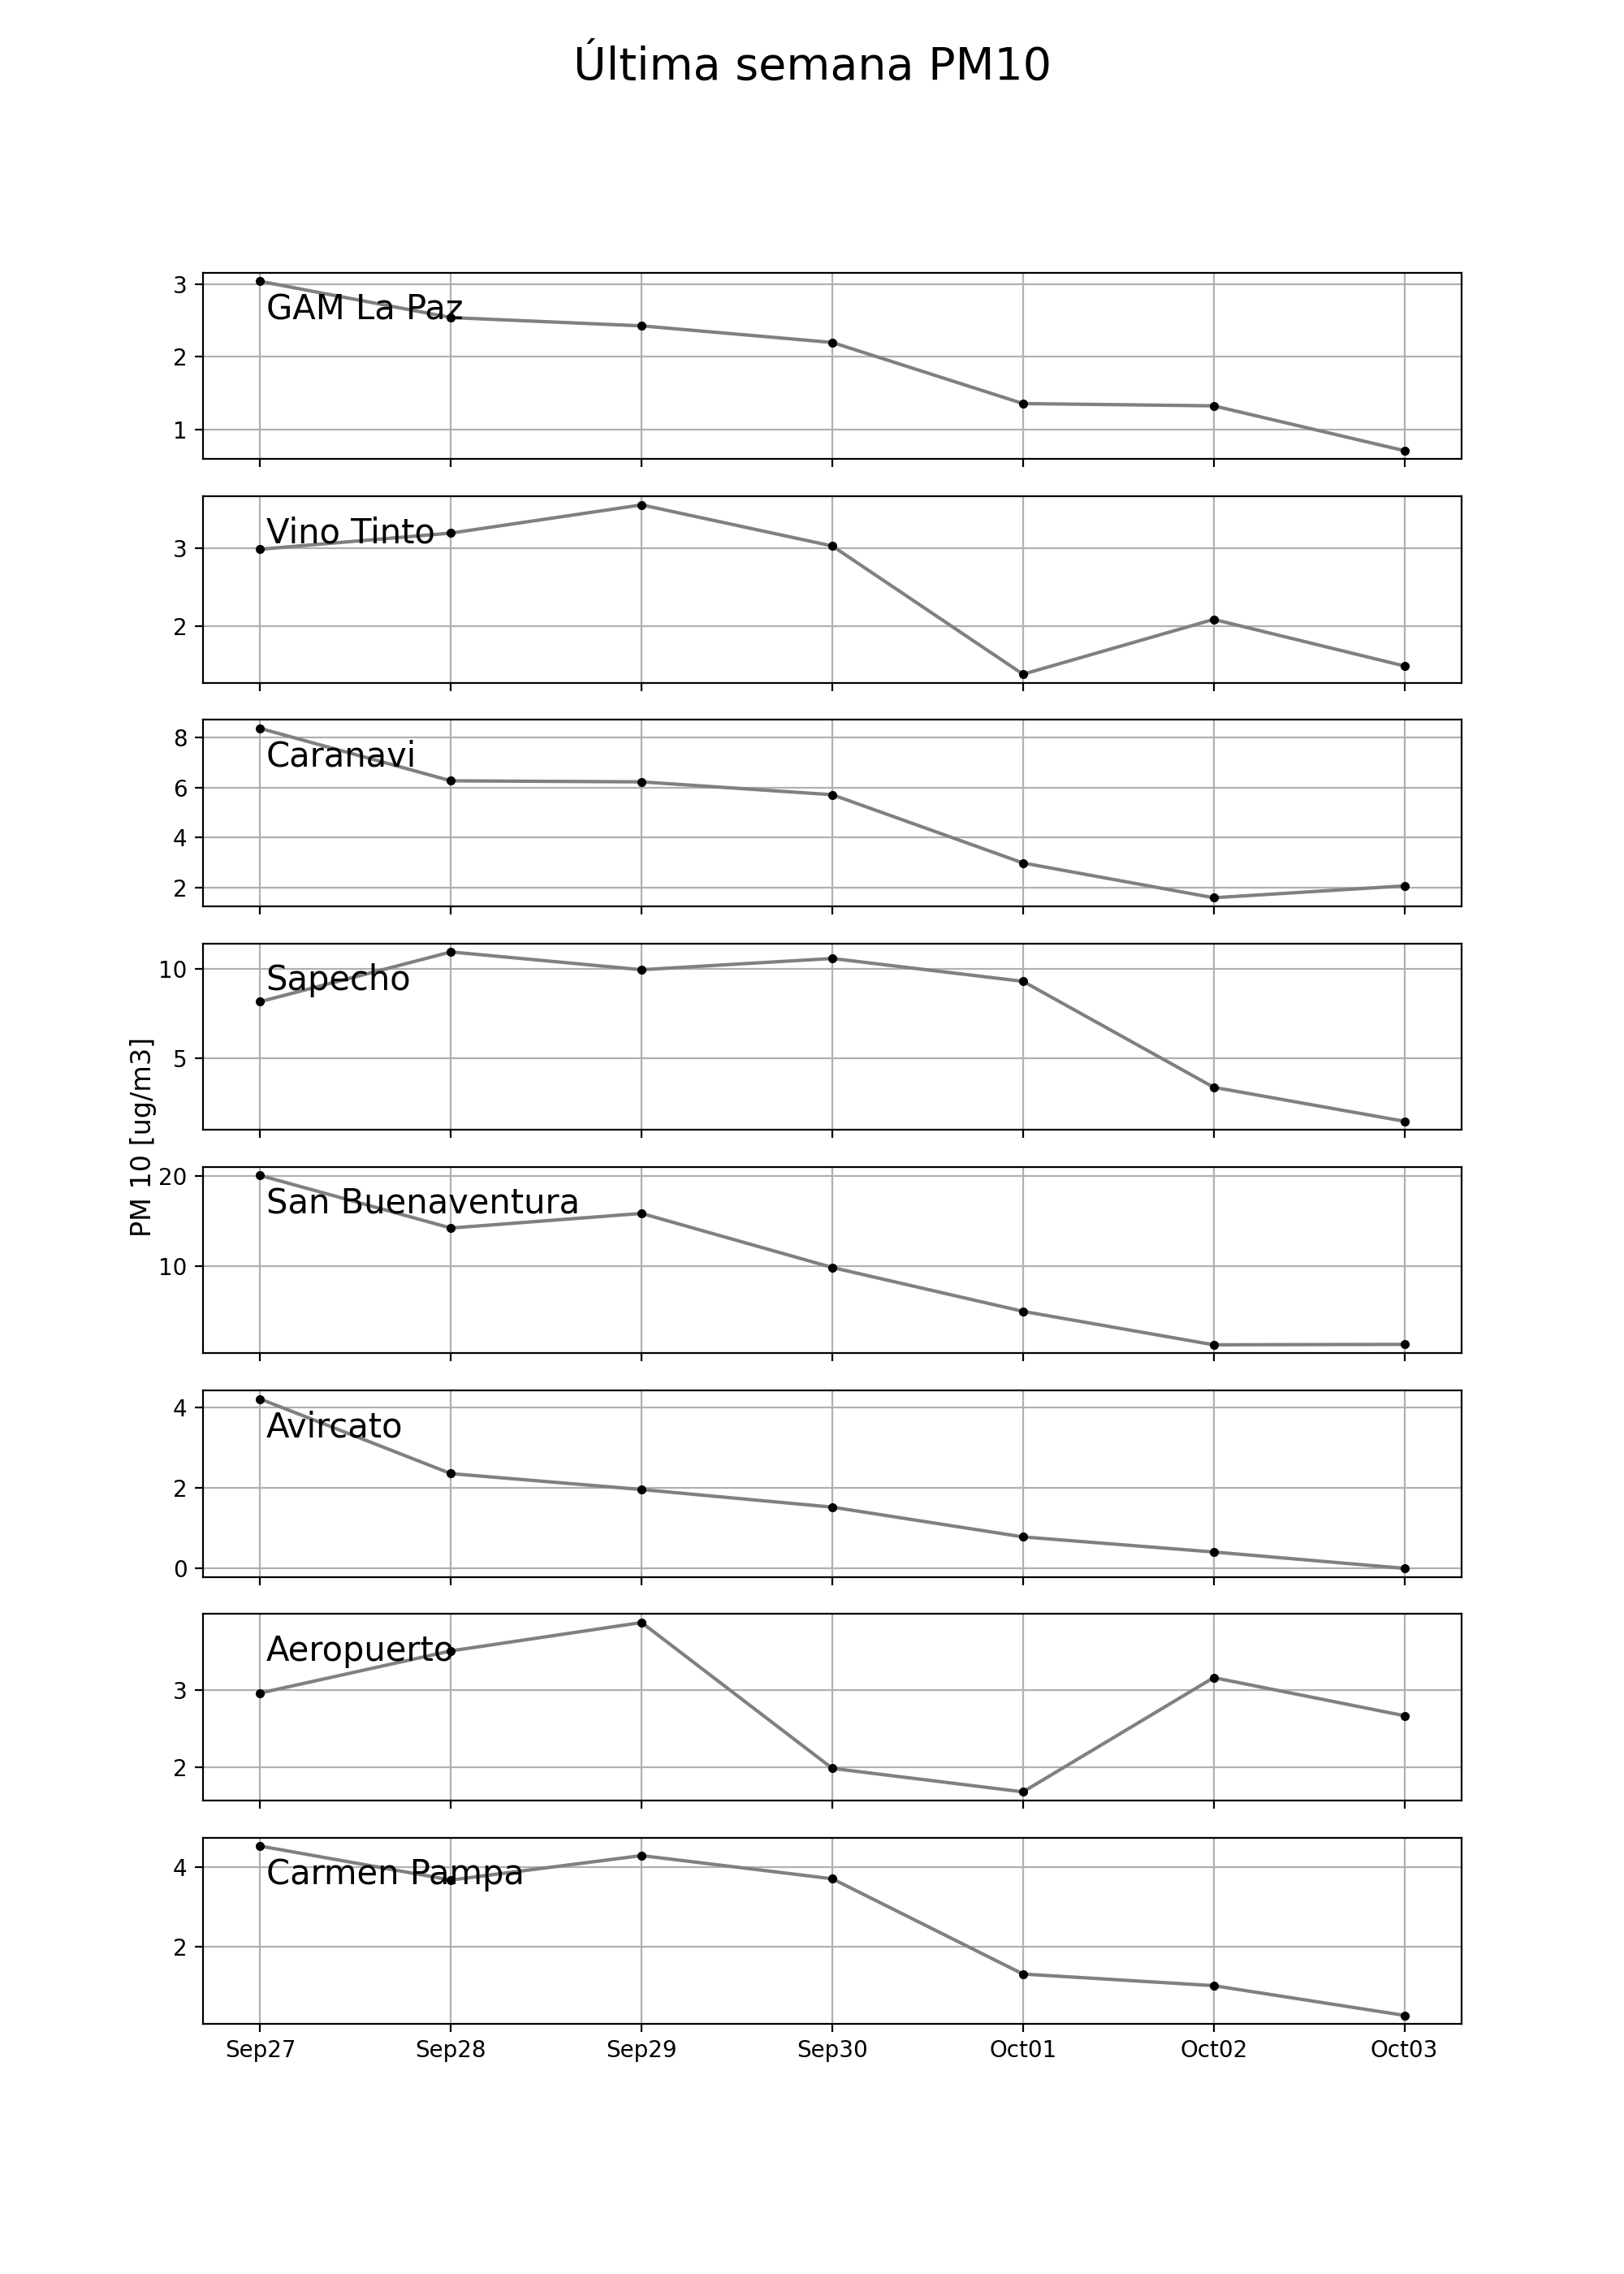 Última semana PM10
3
GAM La Paz
2
1
Vino Tinto
3
2
8
Caranavi
6
4
2
10
Sapecho
5
PM 10 [ug/m3]
20
San Buenaventura
10
4
Avircato
2
0
Aeropuerto
3
2
4
Carmen Pampa
2
Sep27 Sep28 Sep29 Sep30 Oct01 Oct02 Oct03